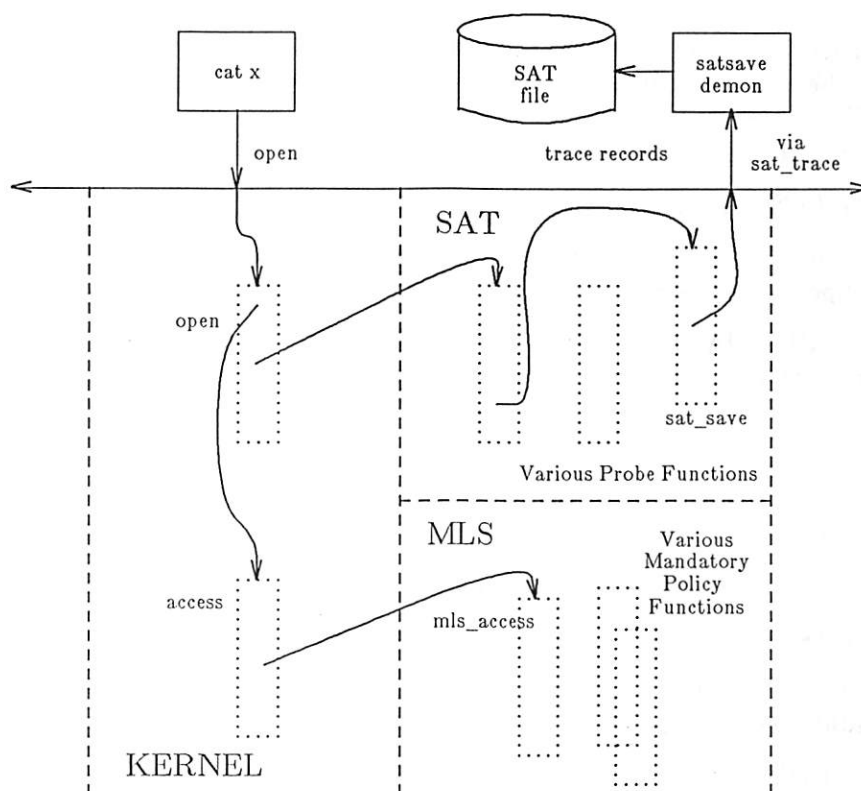 cat x
SAT
file
satsave
demon
open
trace records
via
sat_trace
SAT
open
sat_save
Various Probe Functions
MLS
Various
Mandatory
Policy
Functions
access
mls_access
KERNEL